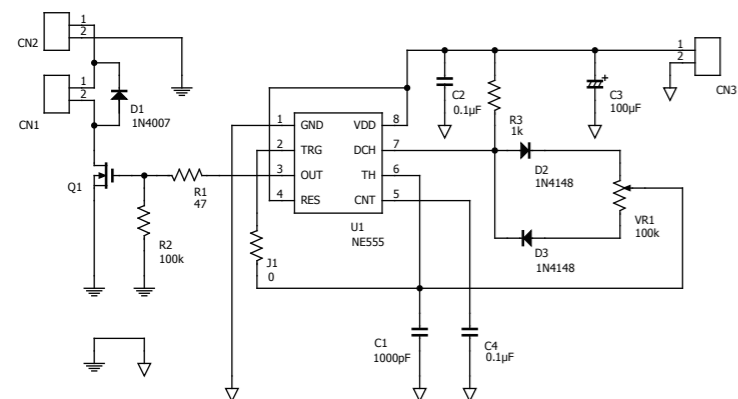 CN2
1
2
CN1
1
2
D1
1N4007
Q1
R1
47
R2
100k
1 GND VDD 8
2 TRG DCH 7
3 OUT TH 6
4 RES CNT 5
U1
NE555
J1
0
C2
0.1µF
R3
1k
C3
100µF
+
1
2
CN3
D2
1N4148
D3
1N4148
VR1
100k
C1
1000pF
C4
0.1µF